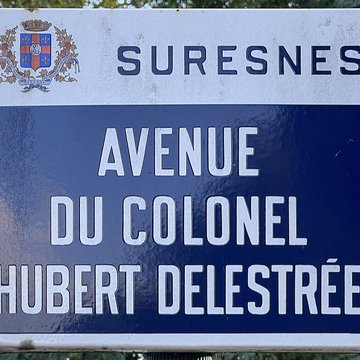 SURESNES
AVENUE
DU COLONEL
HUBERT DELESTRÉE